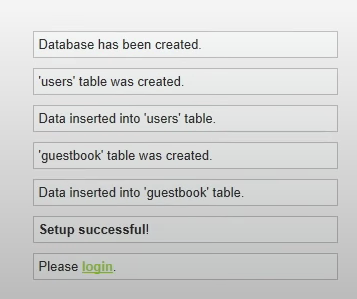 Database has been created.
'users' table was created.
Data inserted into 'users' table.
'guestbook' table was created.
Data inserted into 'guestbook' table.
Setup successful!
Please login.